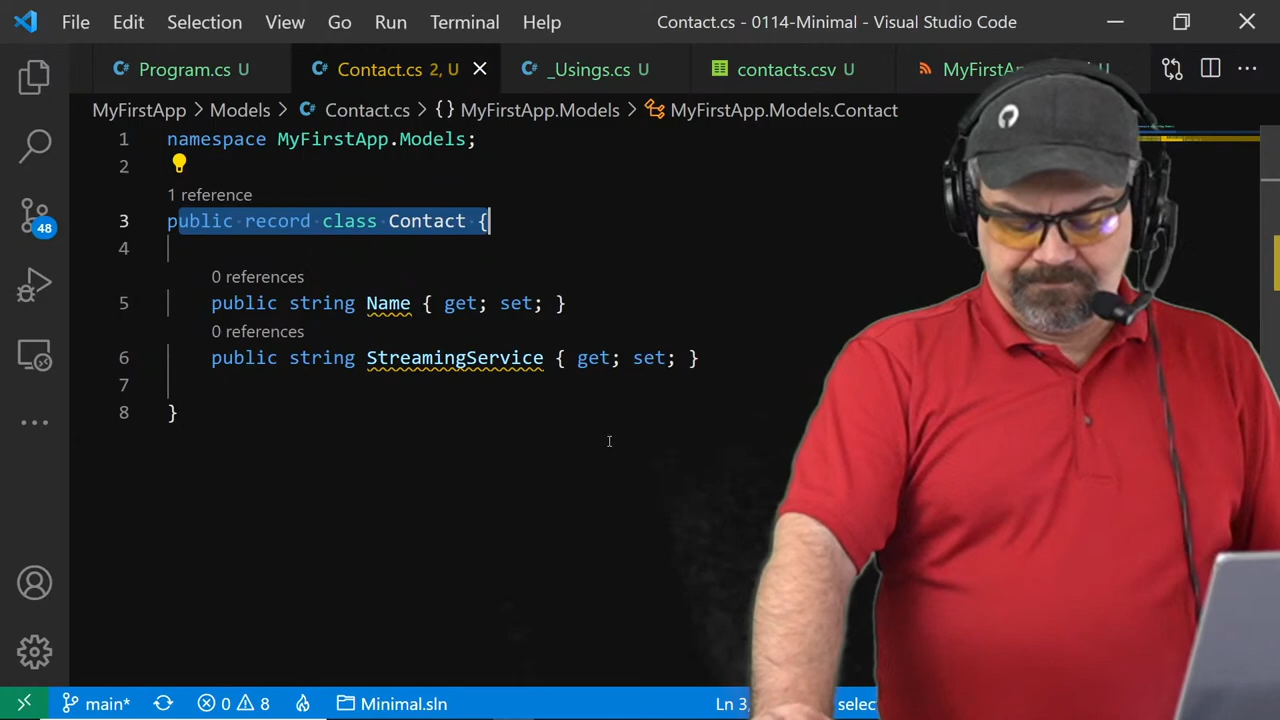 File Edit Selection View Go Run Terminal Help Contact.cs - 0114-Minimal - Visual Studio Code
Program.cs U Contact.cs 2, U _Usings.cs U contacts.csv U
MyFirstApp > Models > Contact.cs > {} MyFirstApp.Models > MyFirstApp.Models.Contact
1 namespace MyFirstApp.Models;
2
1 reference
3 public record class Contact {
4
0 references
5 public string Name { get; set; }
0 references
6 public string StreamingService { get; set; }
7
8 }
48
main* 0 8 Minimal.sln Ln 3,